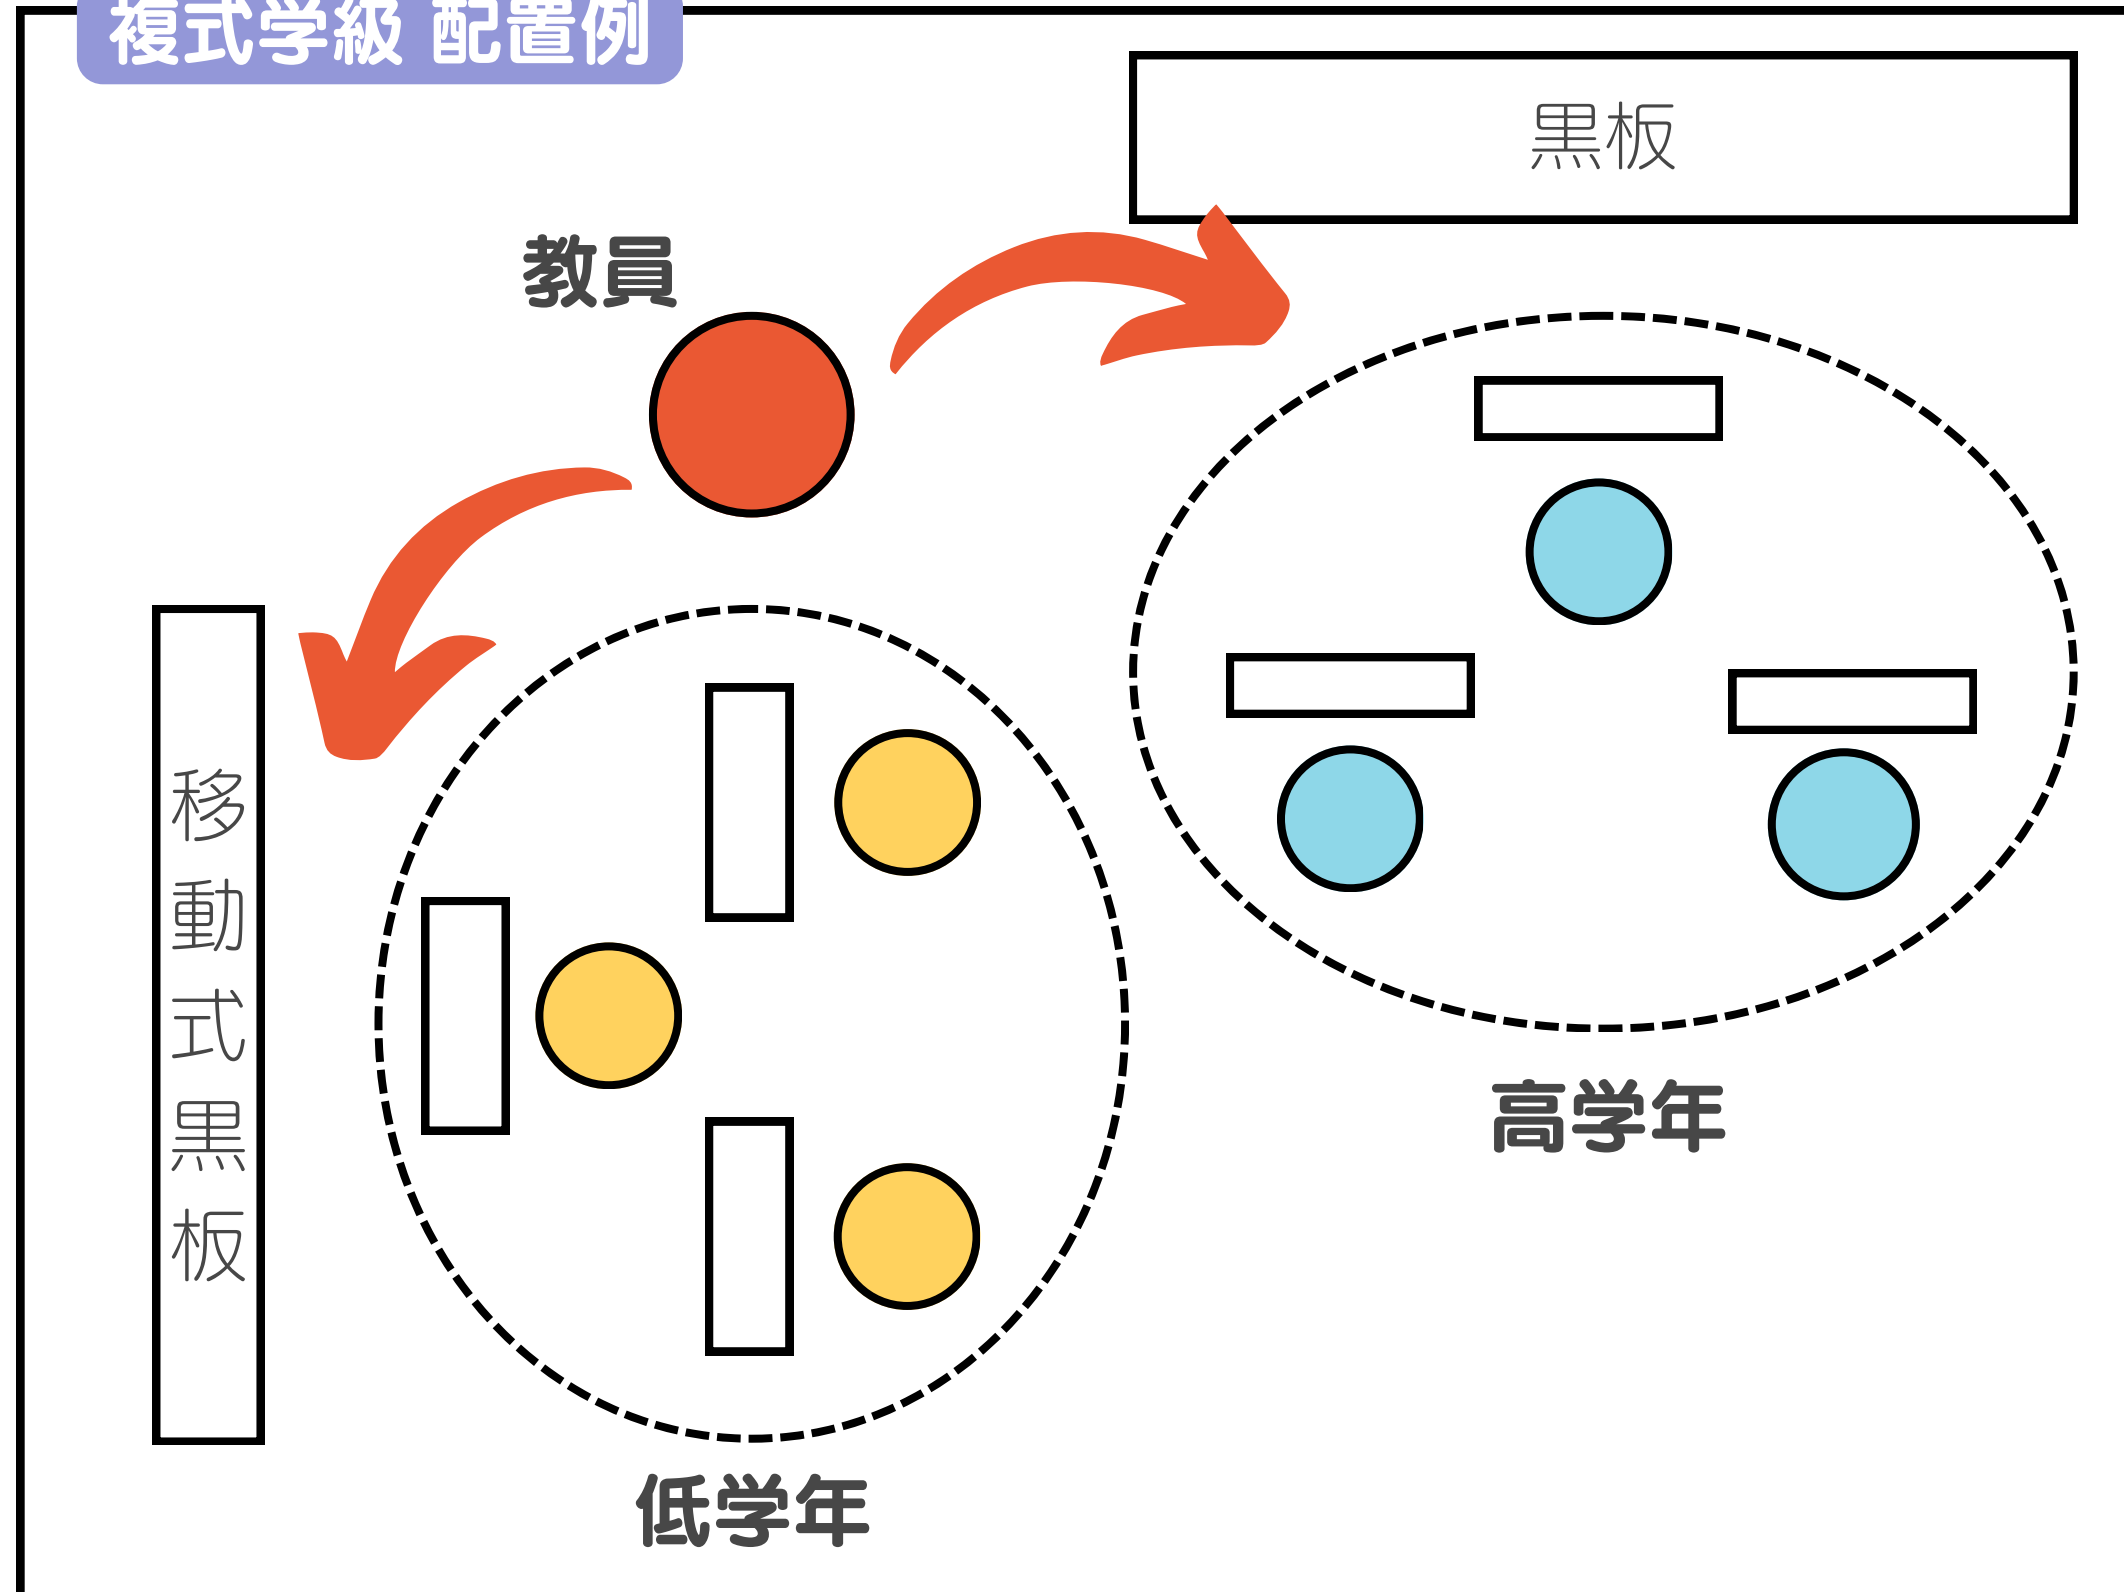 複式学級 配置例
黒板
教員
移動式黒板
高学年
低学年